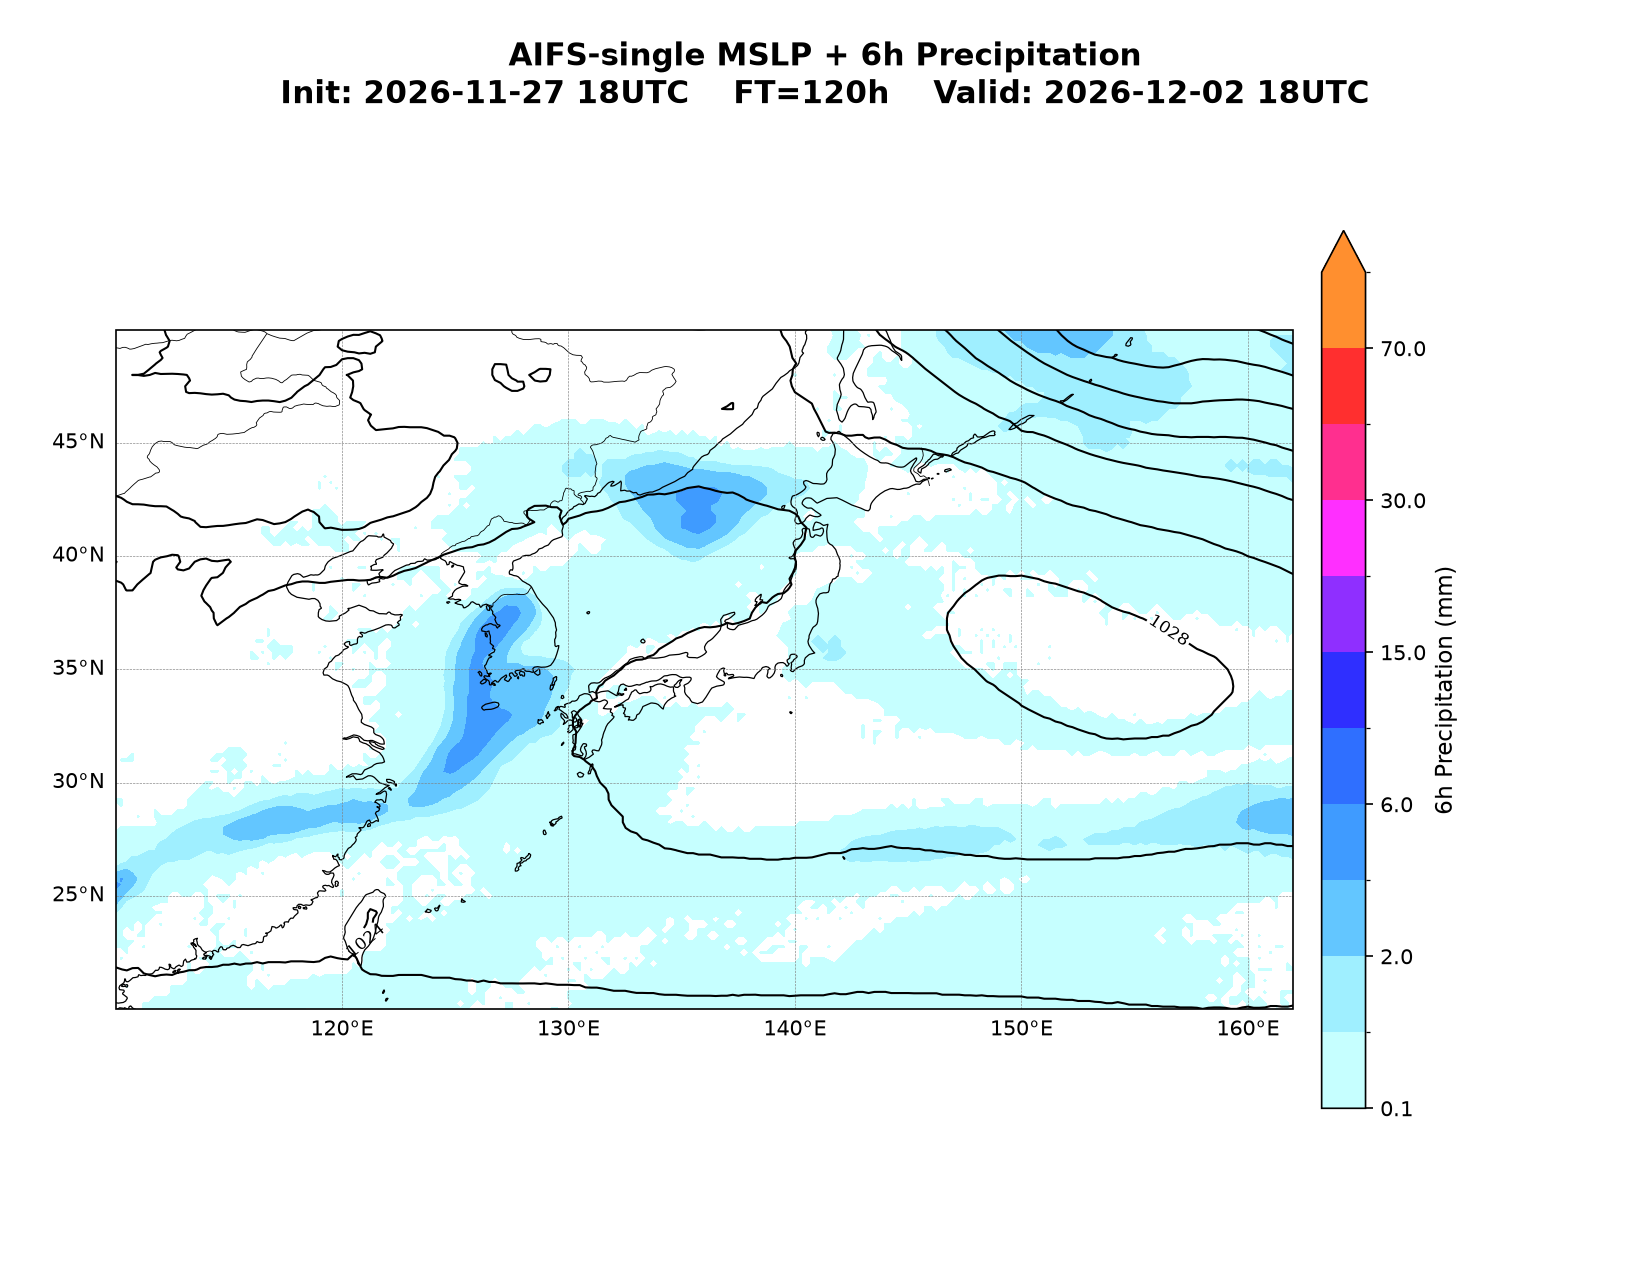 AIFS-single MSLP + 6h Precipitation
Init: 2026-11-27 18UTC    FT=120h    Valid: 2026-12-02 18UTC
70.0
30.0
15.0
6.0
2.0
0.1
6h Precipitation (mm)
45°N
40°N
35°N
30°N
25°N
1028
1024
120°E
130°E
140°E
150°E
160°E